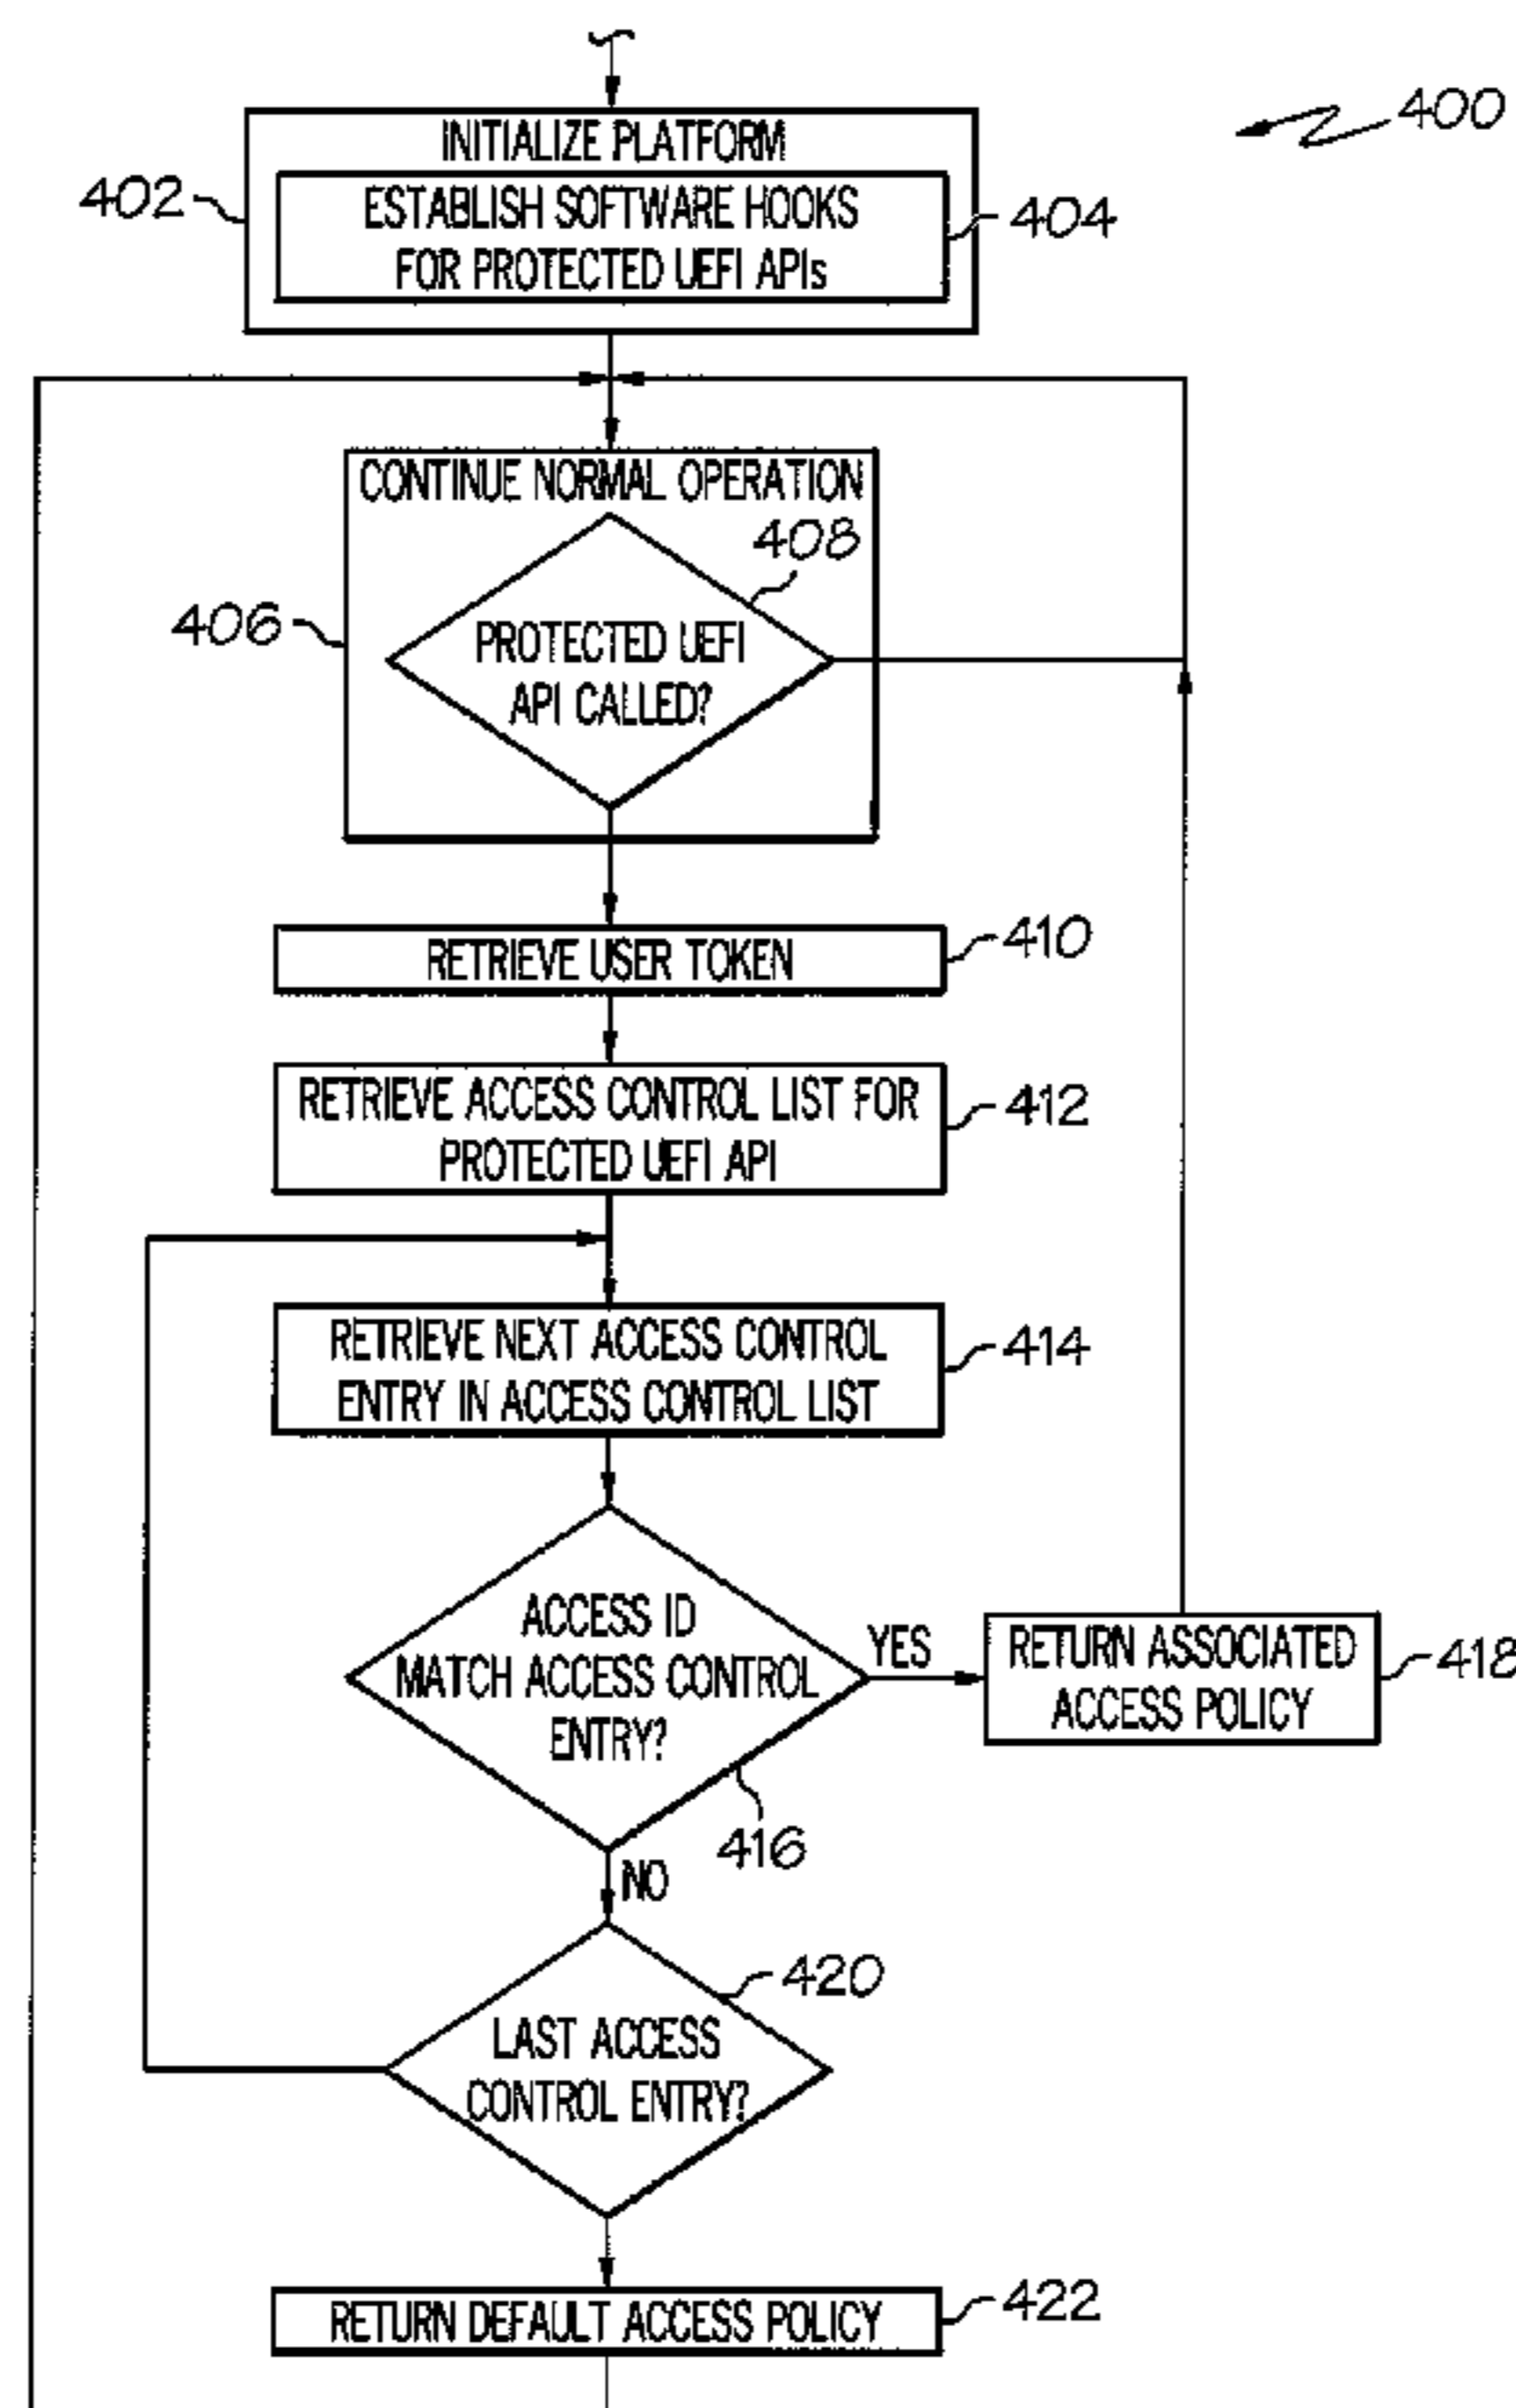 400
INITIALIZE PLATFORM
402
ESTABLISH SOFTWARE HOOKS
FOR PROTECTED UEFI APIs
404
CONTINUE NORMAL OPERATION
408
406
PROTECTED UEFI
API CALLED?
RETRIEVE USER TOKEN
410
RETRIEVE ACCESS CONTROL LIST FOR
PROTECTED UEFI API
412
RETRIEVE NEXT ACCESS CONTROL
ENTRY IN ACCESS CONTROL LIST
414
ACCESS ID
MATCH ACCESS CONTROL
ENTRY?
YES
RETURN ASSOCIATED
ACCESS POLICY
418
416
NO
420
LAST ACCESS
CONTROL ENTRY?
RETURN DEFAULT ACCESS POLICY
422